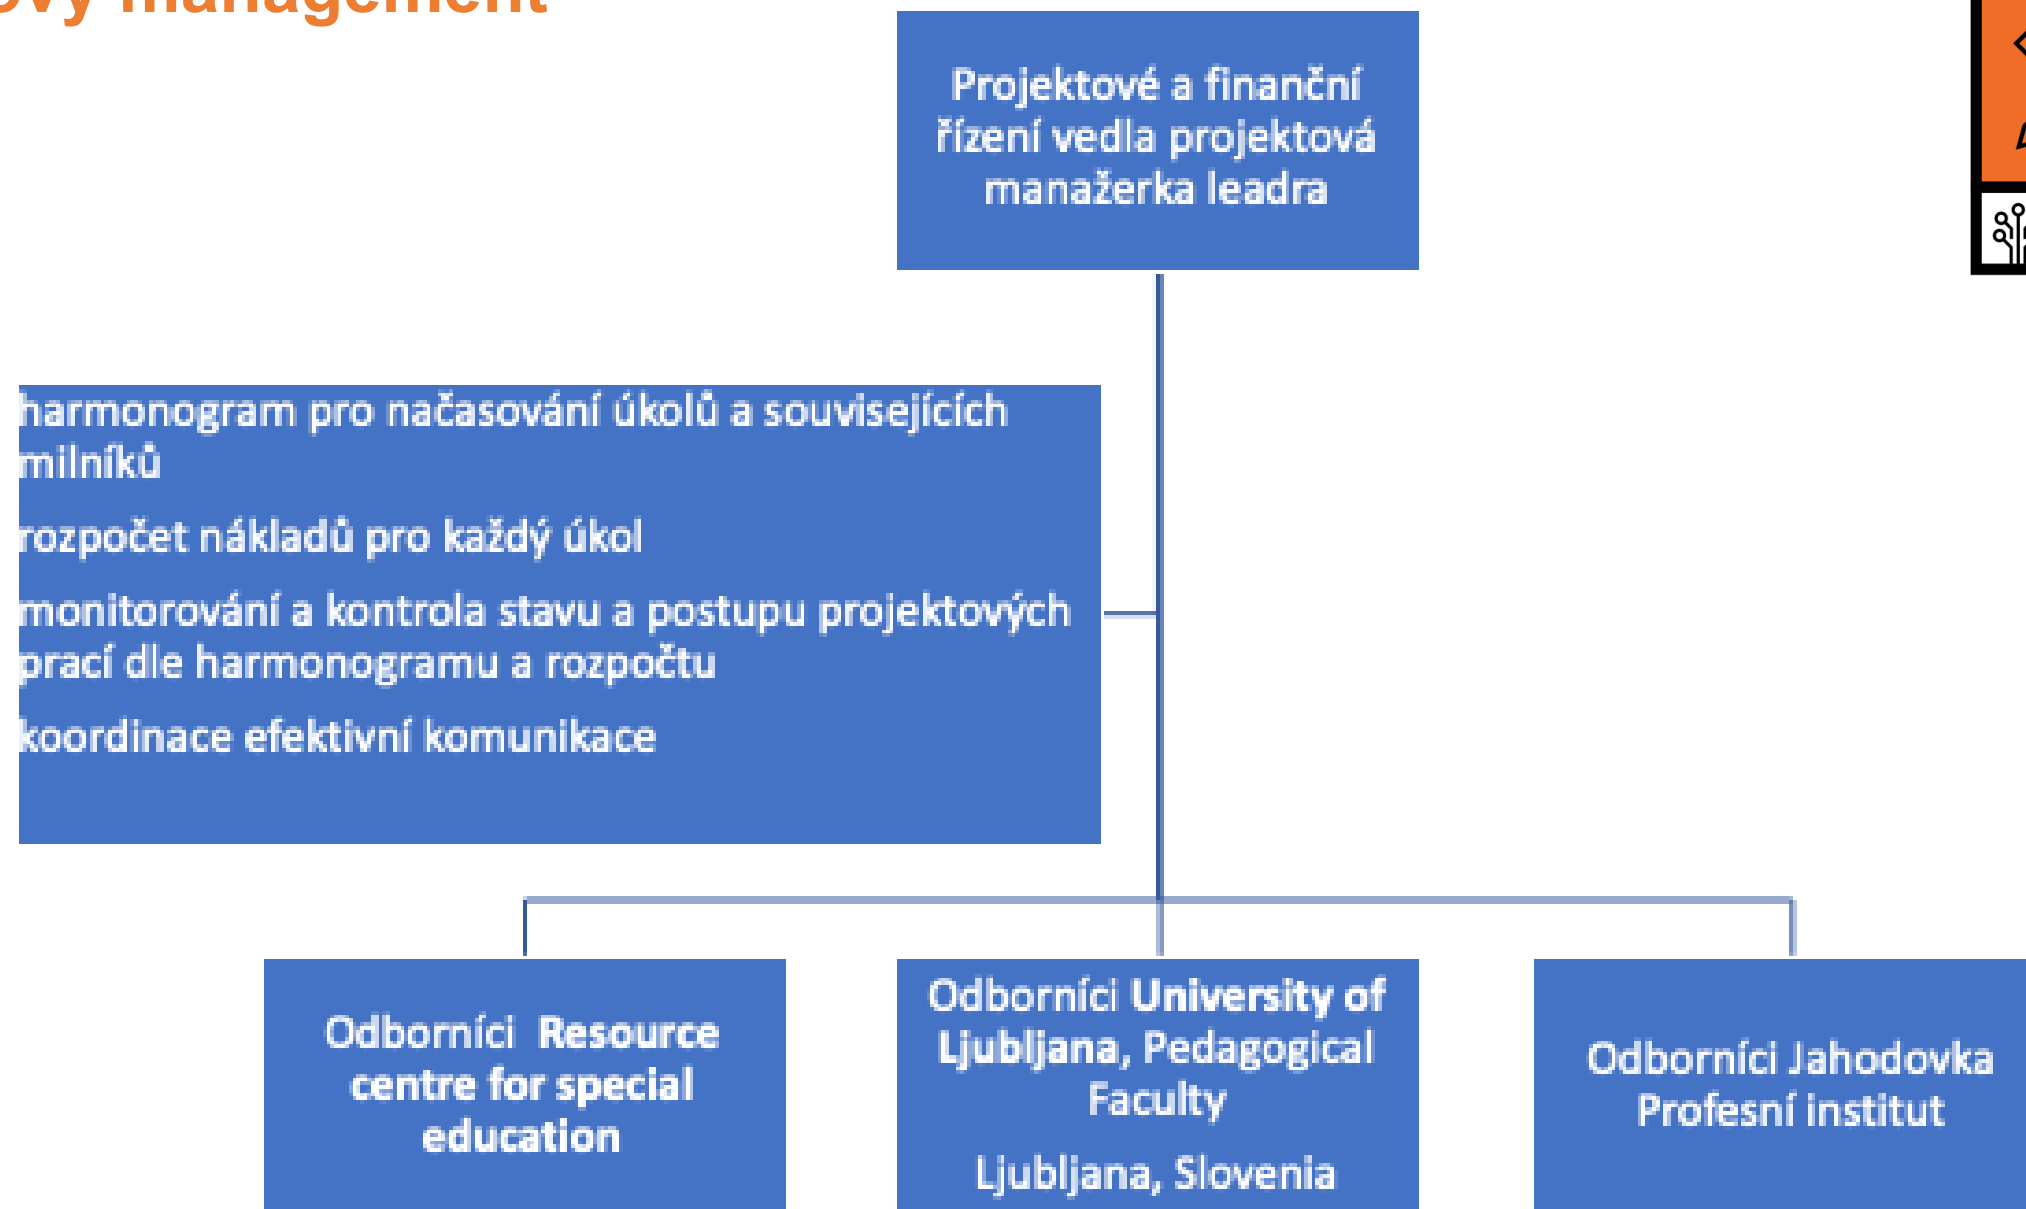 management
Projektové a finanční
řízení vedla projektová
manažerka leadra
harmonogram pro načasování úkolů a souvisejících
milníků
rozpočet nákladů pro každý úkol
monitorování a kontrola stavu a postupu projektových
prací dle harmonogramu a rozpočtu
koordinace efektivní komunikace
Odborníci Resource
centre for special
education
Odborníci University of
Ljubljana, Pedagogical
Faculty
Ljubljana, Slovenia
Odborníci Jahodovka
Profesní institut